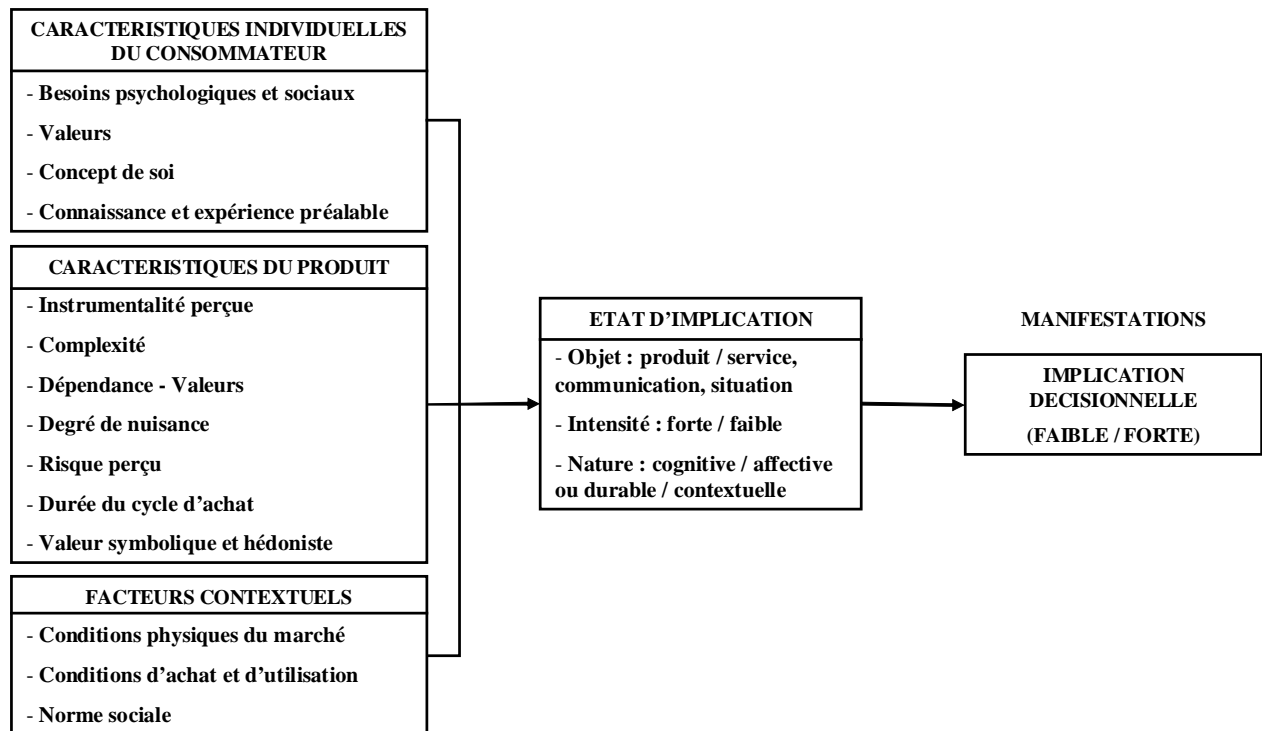 CARACTERISTIQUES INDIVIDUELLES
DU CONSOMMATEUR
- Besoins psychologiques et sociaux
- Valeurs
- Concept de soi
- Connaissance et expérience préalable
CARACTERISTIQUES DU PRODUIT
- Instrumentalité perçue
- Complexité
- Dépendance - Valeurs
- Degré de nuisance
- Risque perçu
- Durée du cycle d’achat
- Valeur symbolique et hédoniste
FACTEURS CONTEXTUELS
- Conditions physiques du marché
- Conditions d’achat et d’utilisation
- Norme sociale
ETAT D’IMPLICATION
- Objet : produit / service,
communication, situation
- Intensité : forte / faible
- Nature : cognitive / affective
ou durable / contextuelle
MANIFESTATIONS
IMPLICATION
DECISIONNELLE
(FAIBLE / FORTE)